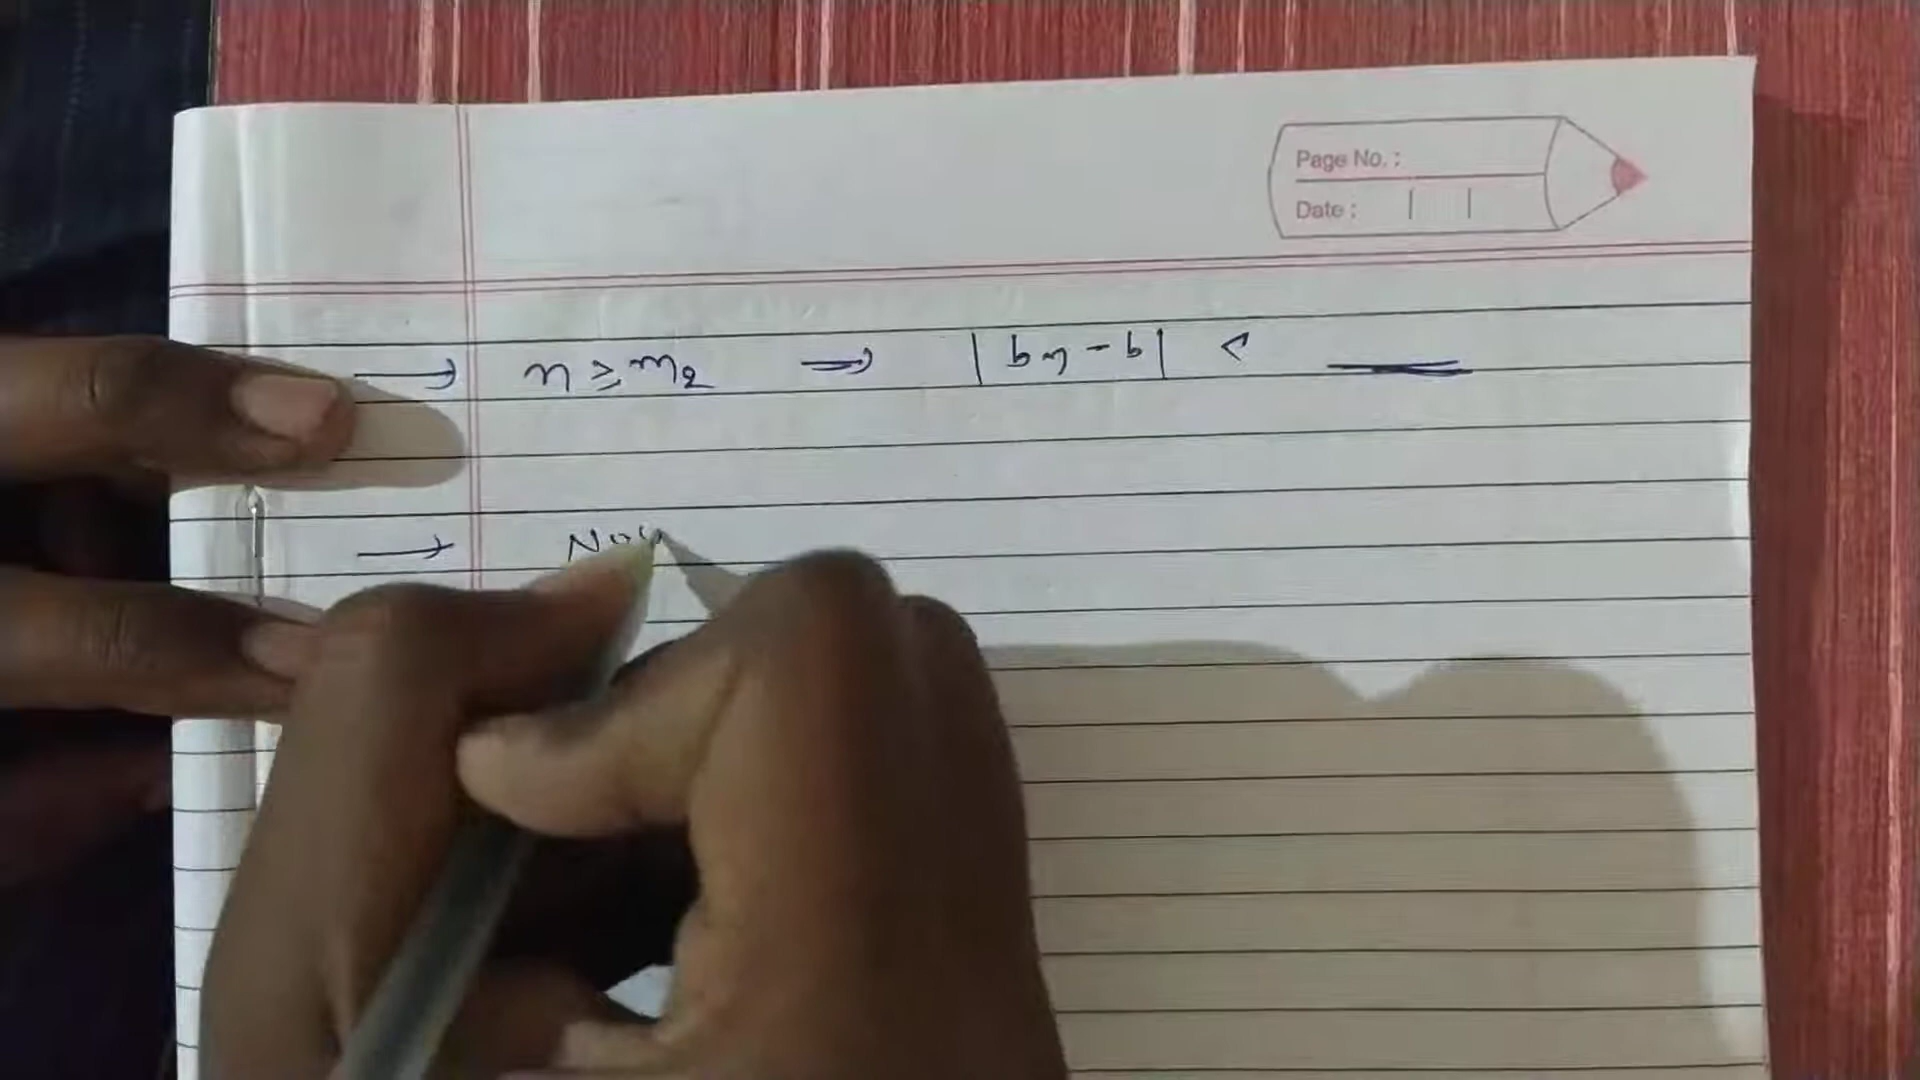 Page No. :
Date :
→ n ≥ m₂ ⇒ | bn - b | <
→ Now